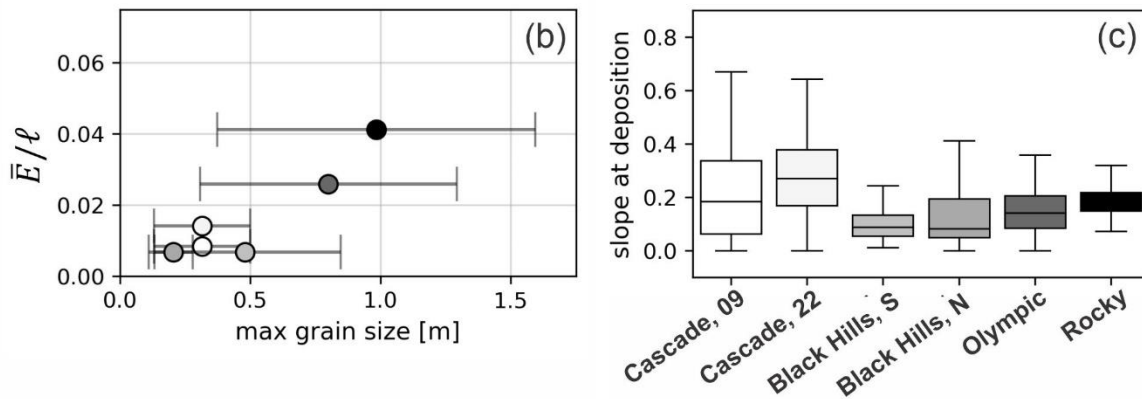 (b)
0.06
0.04
0.02
0.00
Ē/ℓ
0.0
0.5
1.0
1.5
max grain size [m]
(c)
0.8
0.6
0.4
0.2
0.0
slope at deposition
Cascade, 09
Cascade, 22
Black Hills, S
Black Hills, N
Olympic
Rocky